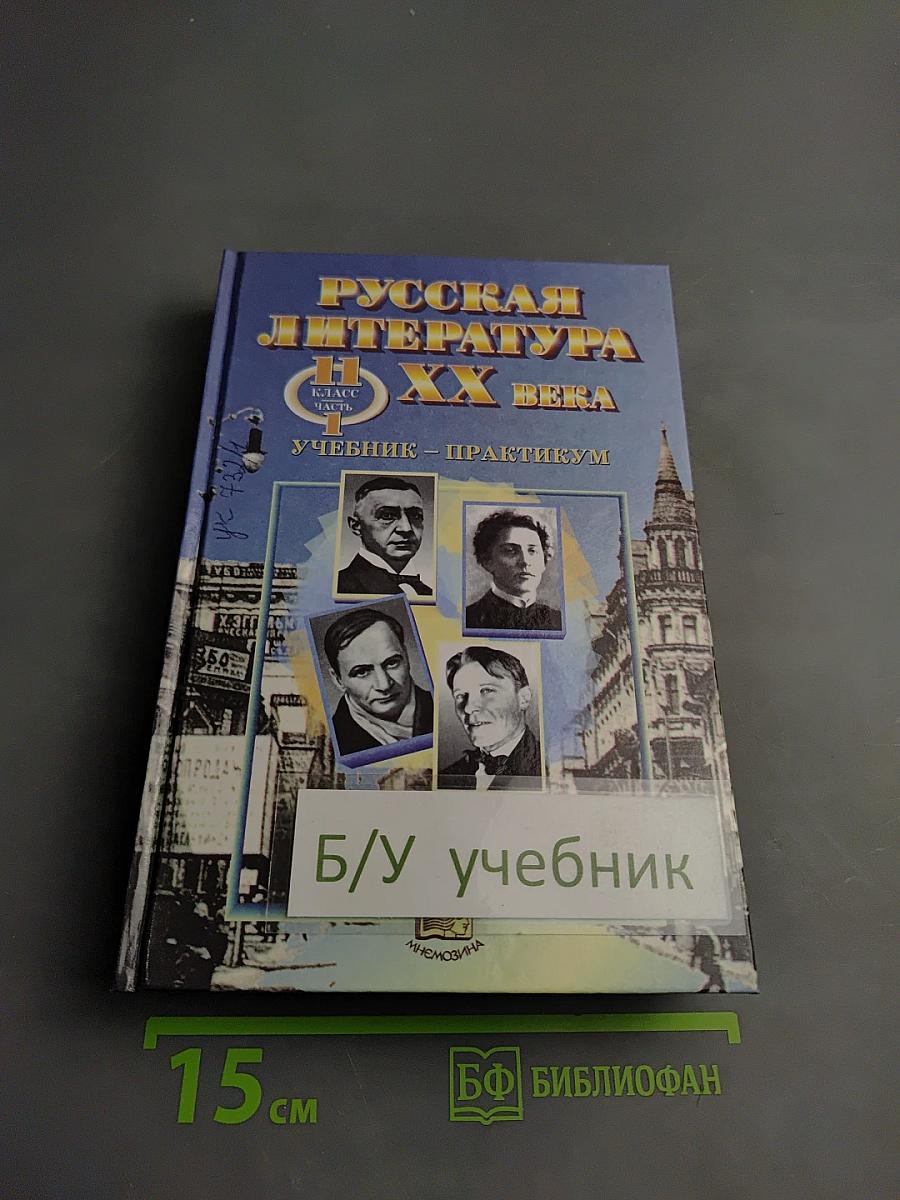 РУССКАЯ
ЛИТЕРАТУРА
11
КЛАСС
ЧАСТЬ
1
XX ВЕКА
УЧЕБНИК – ПРАКТИКУМ
Б/У учебник
МНЕМОЗИНА
15 см
БФ БИБЛИОФАН